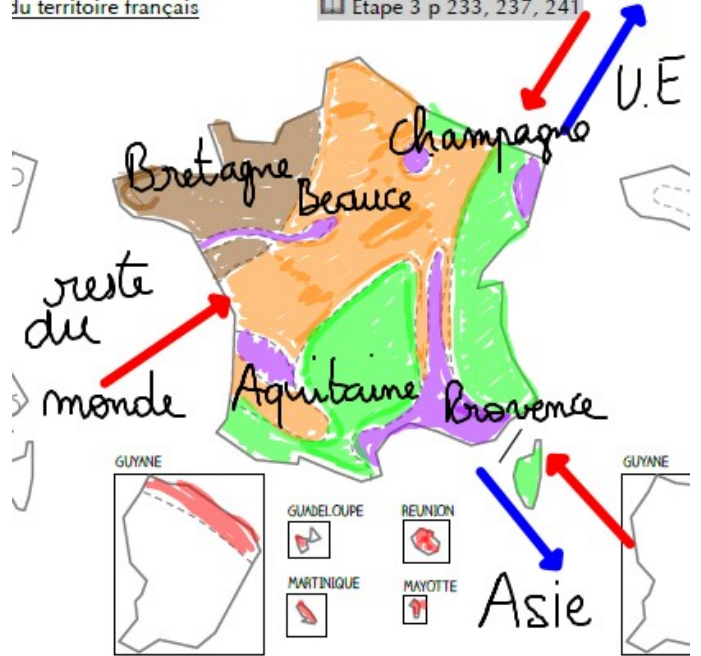 du territoire français
Etape 3 p 233, 237, 241
U.E
Champagne
Bretagne
Beauce
reste
du
monde
Aquitaine
Provence
GUYANE
GUADELOUPE
REUNION
GUYANE
MARTINIQUE
MAYOTTE
Asie